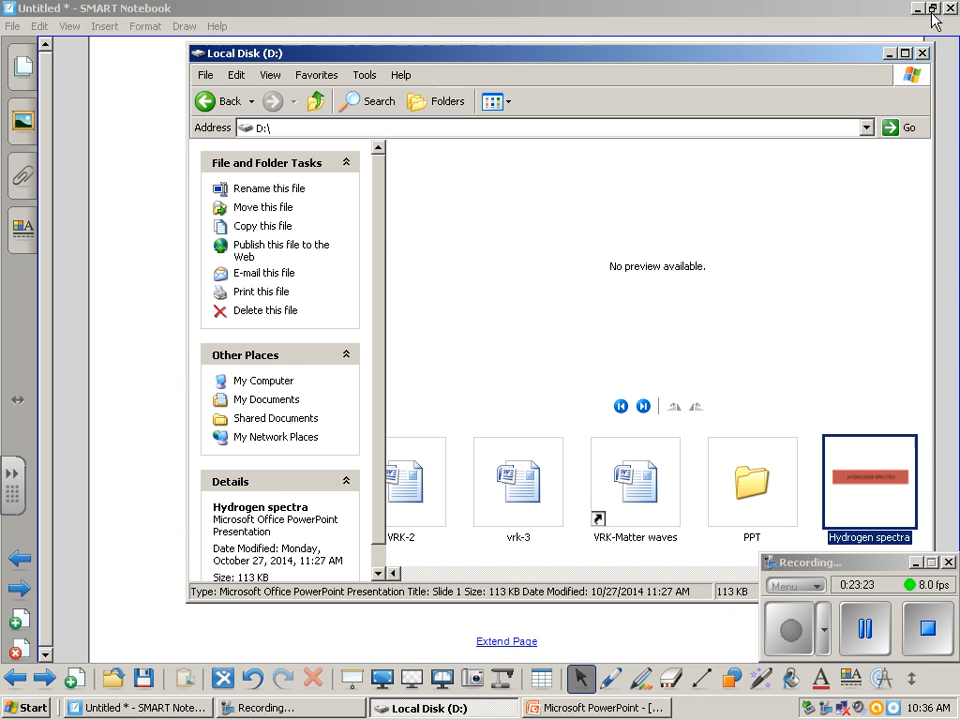 Untitled * - SMART Notebook
File Edit View Insert Format Draw Help
Local Disk (D:)
File Edit View Favorites Tools Help
Back Search Folders
Address D:\ Go
File and Folder Tasks
Rename this file
Move this file
Copy this file
Publish this file to the
Web
E-mail this file
Print this file
Delete this file
Other Places
My Computer
My Documents
Shared Documents
My Network Places
Details
Hydrogen spectra
Microsoft Office PowerPoint
Presentation
Date Modified: Monday,
October 27, 2014, 11:27 AM
Size: 113 KB
No preview available.
HYDROGEN SPECTRA
VRK-2 vrk-3 VRK-Matter waves PPT Hydrogen spectra
Type: Microsoft Office PowerPoint Presentation Title: Slide 1 Size: 113 KB Date Modified: 10/27/2014 11:27 AM 113 KB
Recording...
Menu 0:23:23 8.0 fps
Extend Page
Start Untitled * - SMART Note... Recording... Local Disk (D:) Microsoft PowerPoint - [... 10:36 AM